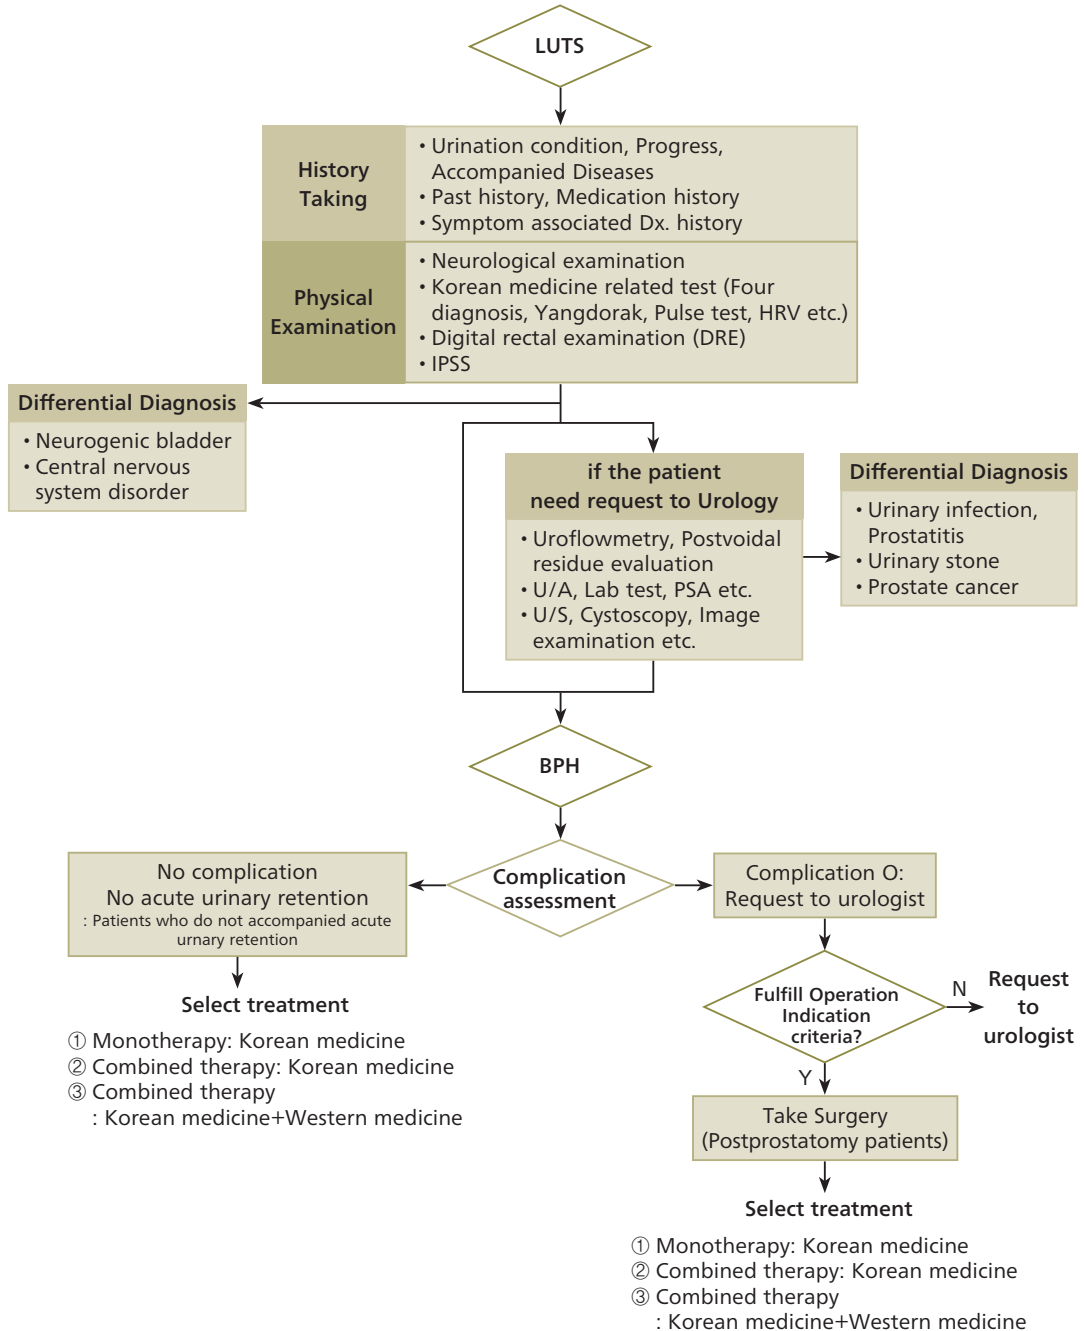 LUTS
History
Taking
• Urination condition, Progress,
Accompanied Diseases
• Past history, Medication history
• Symptom associated Dx. history
Physical
Examination
• Neurological examination
• Korean medicine related test (Four
diagnosis, Yangdorak, Pulse test, HRV etc.)
• Digital rectal examination (DRE)
• IPSS
Differential Diagnosis
• Neurogenic bladder
• Central nervous
system disorder
if the patient
need request to Urology
• Uroflowmetry, Postvoidal
residue evaluation
• U/A, Lab test, PSA etc.
• U/S, Cystoscopy, Image
examination etc.
Differential Diagnosis
• Urinary infection,
Prostatitis
• Urinary stone
• Prostate cancer
BPH
Complication
assessment
No complication
No acute urinary retention
: Patients who do not accompanied acute
urnary retention
Select treatment
① Monotherapy: Korean medicine
② Combined therapy: Korean medicine
③ Combined therapy
: Korean medicine+Western medicine
Complication O:
Request to urologist
Fulfill Operation
Indication
criteria?
N
Request
to
urologist
Y
Take Surgery
(Postprostatomy patients)
Select treatment
① Monotherapy: Korean medicine
② Combined therapy: Korean medicine
③ Combined therapy
: Korean medicine+Western medicine